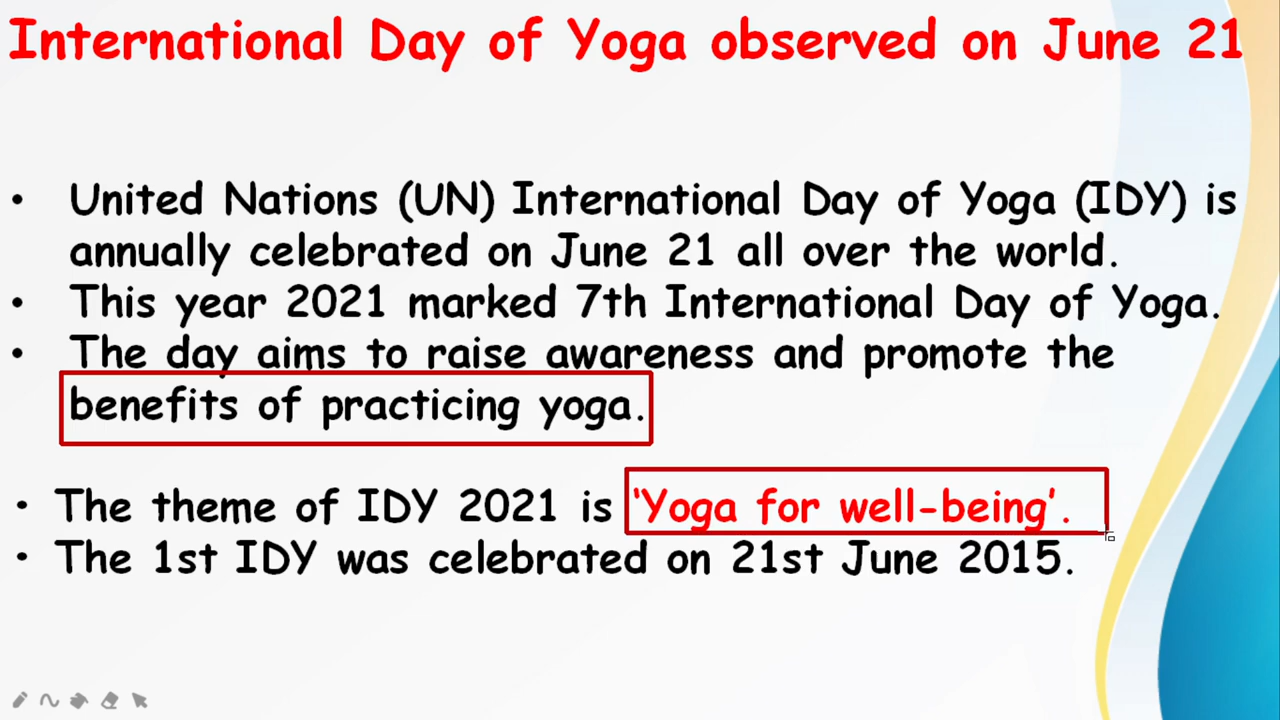 International Day of Yoga observed on June 21
• United Nations (UN) International Day of Yoga (IDY) is
annually celebrated on June 21 all over the world.
• This year 2021 marked 7th International Day of Yoga.
• The day aims to raise awareness and promote the
benefits of practicing yoga.
• The theme of IDY 2021 is ‘Yoga for well-being’.
• The 1st IDY was celebrated on 21st June 2015.